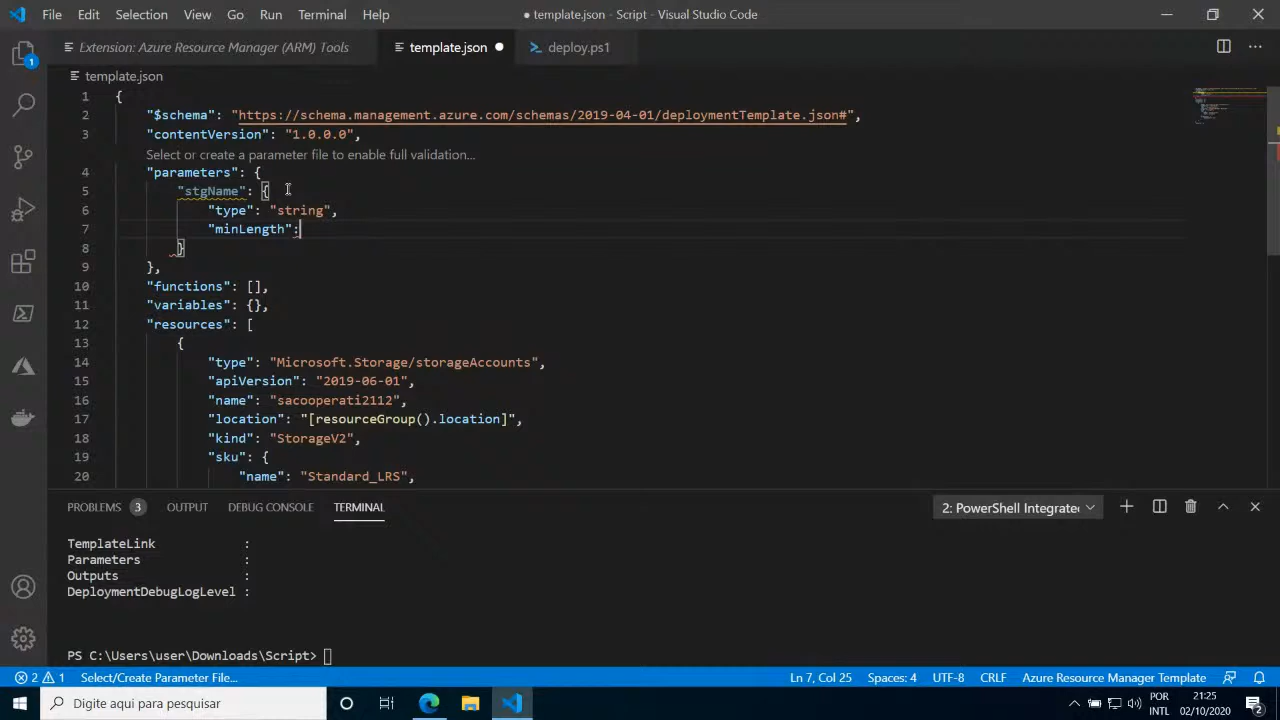 File Edit Selection View Go Run Terminal Help
● template.json - Script - Visual Studio Code
Extension: Azure Resource Manager (ARM) Tools
template.json
deploy.ps1
template.json
1 {
2 "$schema": "https://schema.management.azure.com/schemas/2019-04-01/deploymentTemplate.json#",
3 "contentVersion": "1.0.0.0",
Select or create a parameter file to enable full validation...
4 "parameters": {
5 "stgName": {
6 "type": "string",
7 "minLength":
8 }
9 },
10 "functions": [],
11 "variables": {},
12 "resources": [
13 {
14 "type": "Microsoft.Storage/storageAccounts",
15 "apiVersion": "2019-06-01",
16 "name": "sacooperati2112",
17 "location": "[resourceGroup().location]",
18 "kind": "StorageV2",
19 "sku": {
20 "name": "Standard_LRS",
1
PROBLEMS 3 OUTPUT DEBUG CONSOLE TERMINAL
2: PowerShell Integrated
TemplateLink :
Parameters :
Outputs :
DeploymentDebugLogLevel :
PS C:\Users\user\Downloads\Script>
2 1 Select/Create Parameter File...
Ln 7, Col 25 Spaces: 4 UTF-8 CRLF Azure Resource Manager Template
Digite aqui para pesquisar
POR
INTL
21:25
02/10/2020
2